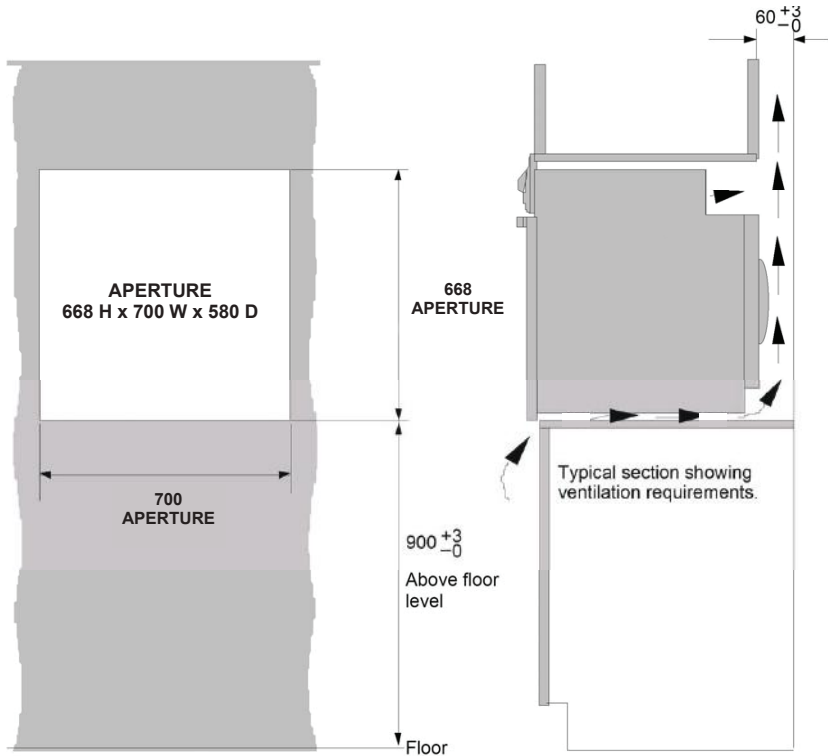 60 +3 -0
APERTURE
668 H x 700 W x 580 D
668
APERTURE
700
APERTURE
Typical section showing
ventilation requirements.
900 +3 -0
Above floor
level
Floor